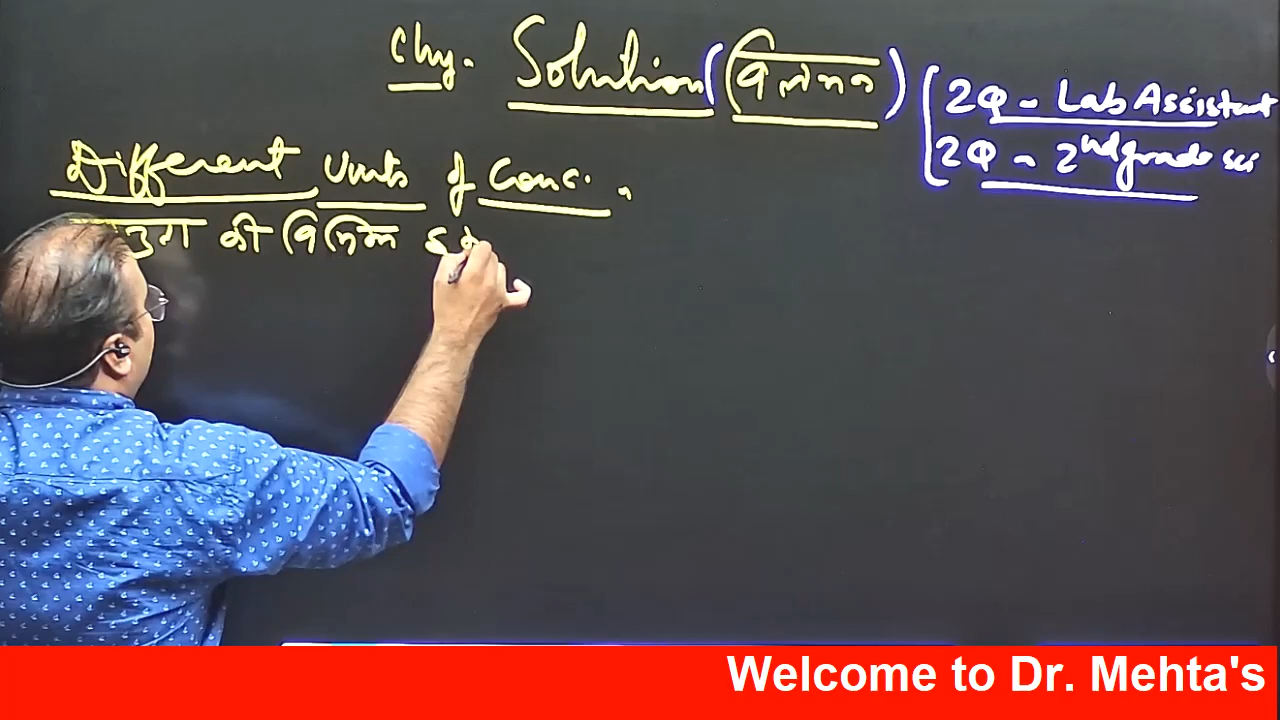 Chy. Solution (विलयन)
2Q - Lab Assistant
2Q - 2nd grade sci
Different Units of Conc.
की विभिन्न
Welcome to Dr. Mehta's